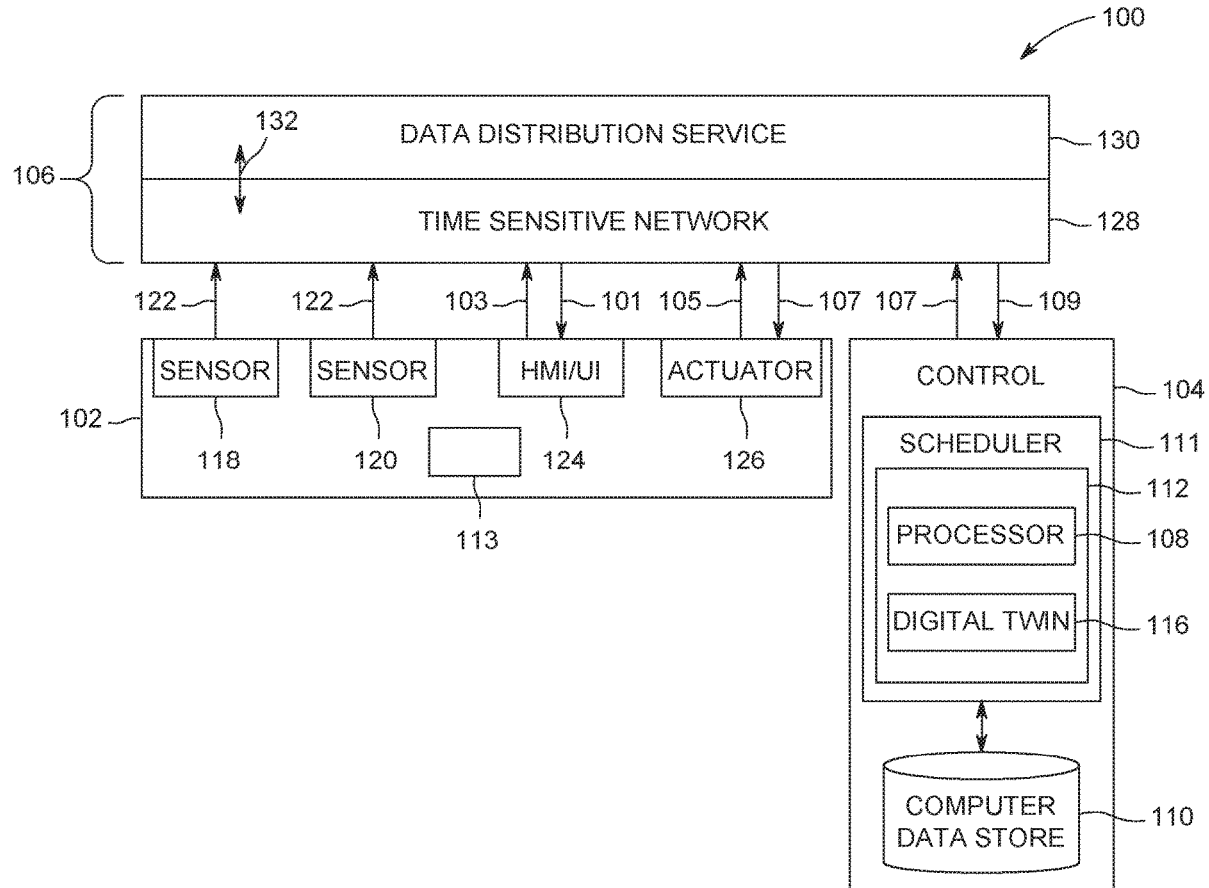 100
132
DATA DISTRIBUTION SERVICE
130
106
TIME SENSITIVE NETWORK
128
122
122
103
101
105
107
107
109
SENSOR
SENSOR
HMI/UI
ACTUATOR
CONTROL
104
102
118
120
124
126
SCHEDULER
111
112
113
PROCESSOR
108
DIGITAL TWIN
116
COMPUTER
DATA STORE
110